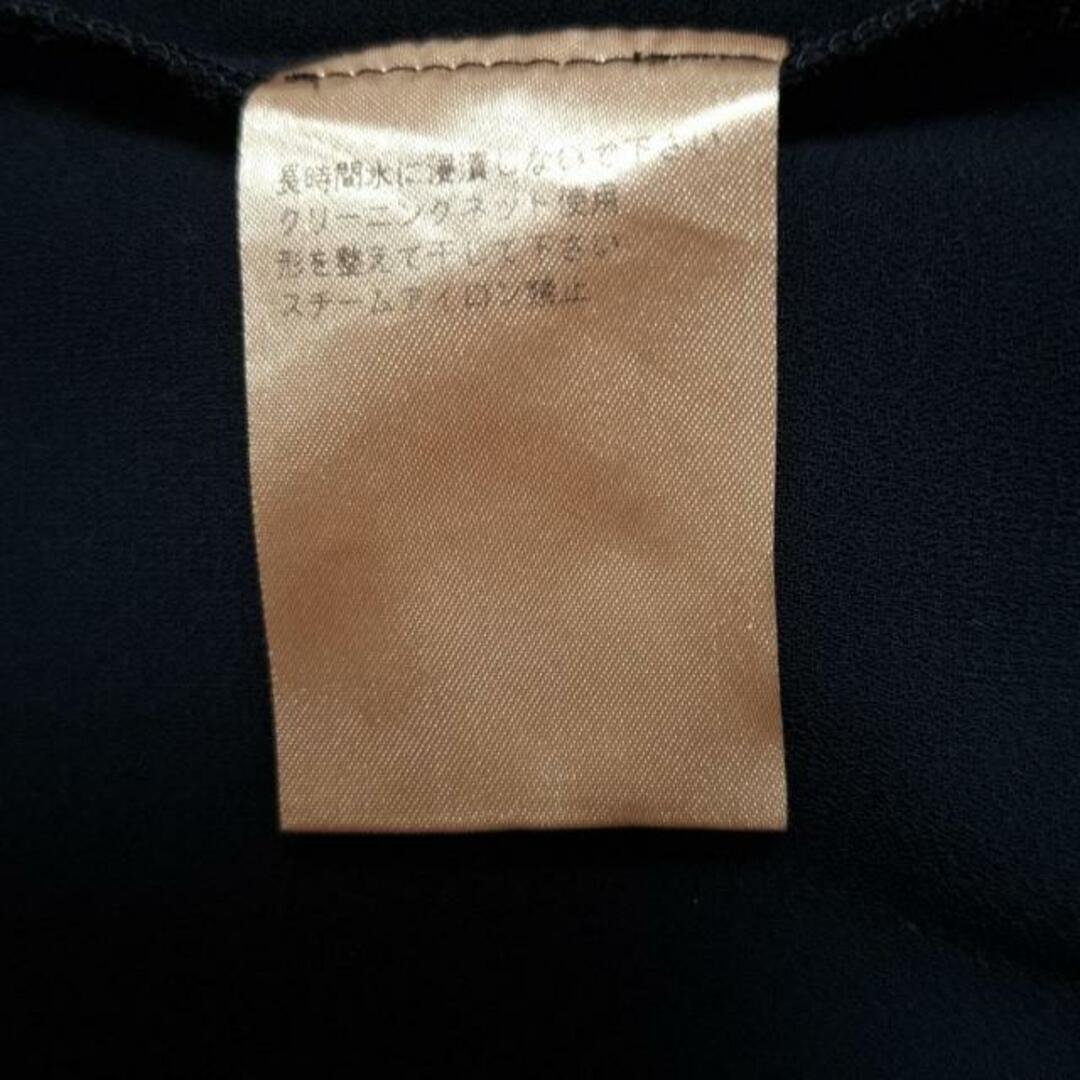 長時間水に浸漬しないで下さい
クリーニングネット使用
形を整えて干して下さい
スチームアイロン禁止